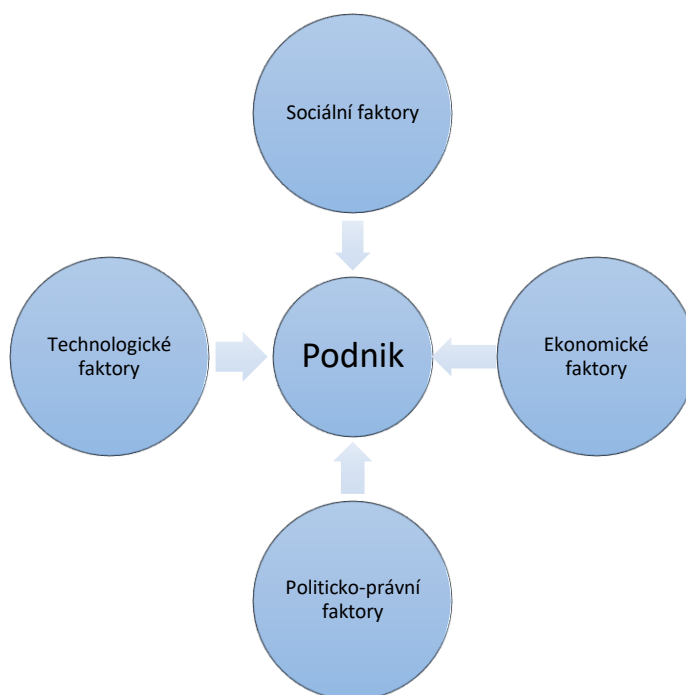 Sociální faktory
Technologické
faktory
Podnik
Ekonomické
faktory
Politicko-právní
faktory